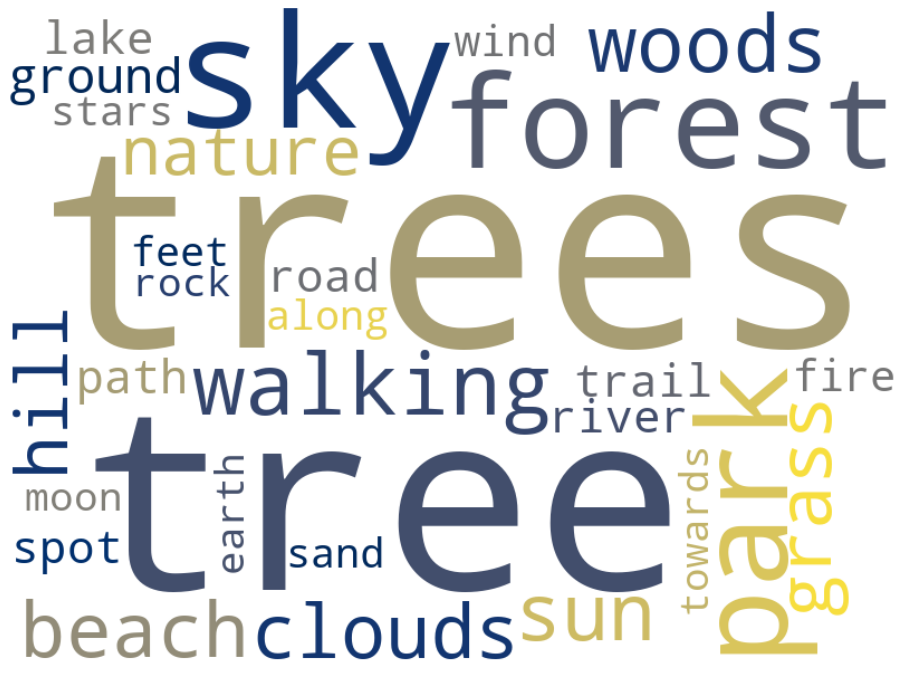 lake
sky
wind
woods
ground
stars
forest
nature
trees
feet
rock
road
along
hill
path
walking
trail
fire
river
park
grass
tree
moon
earth
towards
spot
sand
beach
clouds
sun